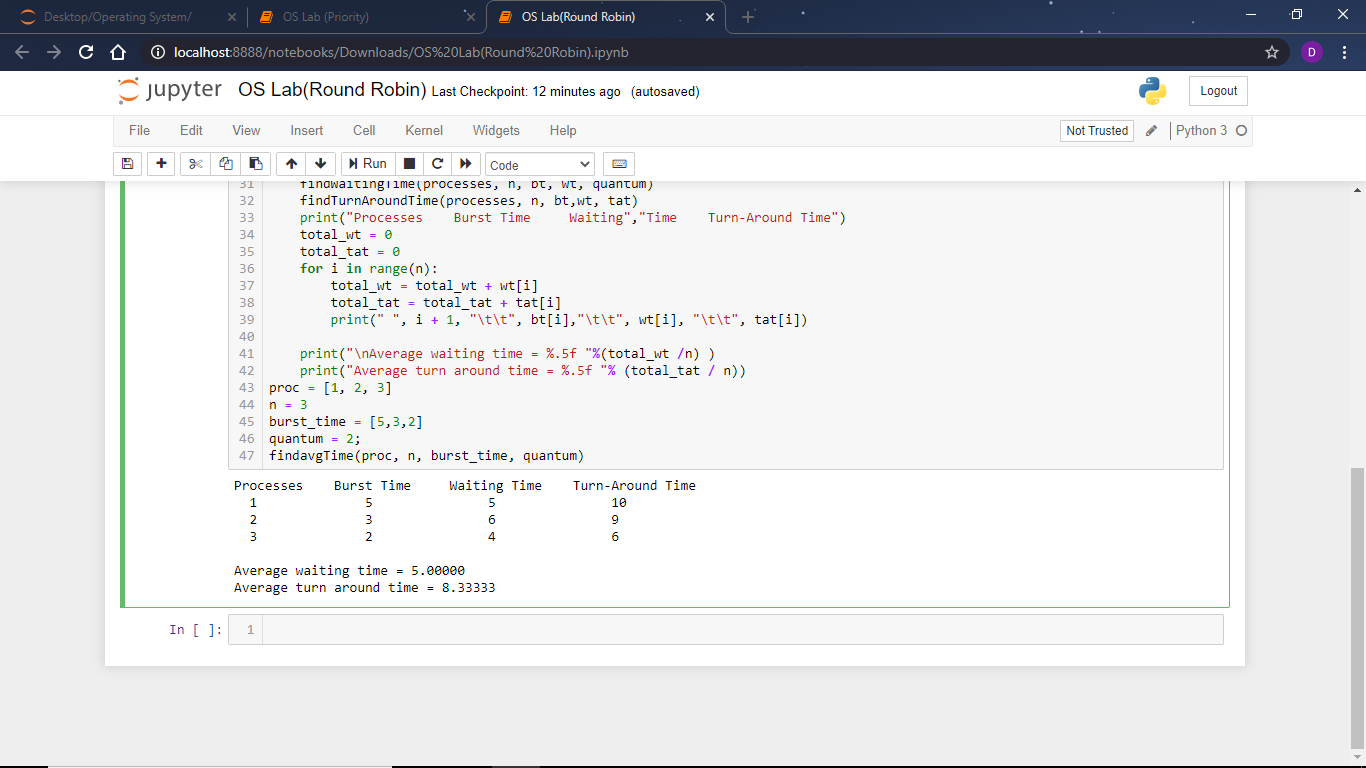 Desktop/Operating System/
OS Lab (Priority)
OS Lab(Round Robin)
localhost:8888/notebooks/Downloads/OS%20Lab(Round%20Robin).ipynb
D
jupyter OS Lab(Round Robin) Last Checkpoint: 12 minutes ago (autosaved)
Logout
File Edit View Insert Cell Kernel Widgets Help
Not Trusted
Python 3
Run
Code
31 findWaitingTime(processes, n, bt, wt, quantum)
32 findTurnAroundTime(processes, n, bt,wt, tat)
33 print("Processes    Burst Time     Waiting","Time    Turn-Around Time")
34 total_wt = 0
35 total_tat = 0
36 for i in range(n):
37 total_wt = total_wt + wt[i]
38 total_tat = total_tat + tat[i]
39 print(" ", i + 1, "\t\t", bt[i],"\t\t", wt[i], "\t\t", tat[i])
40
41 print("\nAverage waiting time = %.5f "%(total_wt /n) )
42 print("Average turn around time = %.5f "% (total_tat / n))
43 proc = [1, 2, 3]
44 n = 3
45 burst_time = [5,3,2]
46 quantum = 2;
47 findavgTime(proc, n, burst_time, quantum)
Processes    Burst Time     Waiting Time    Turn-Around Time
1 5 5 10
2 3 6 9
3 2 4 6
Average waiting time = 5.00000
Average turn around time = 8.33333
In [ ]: 1